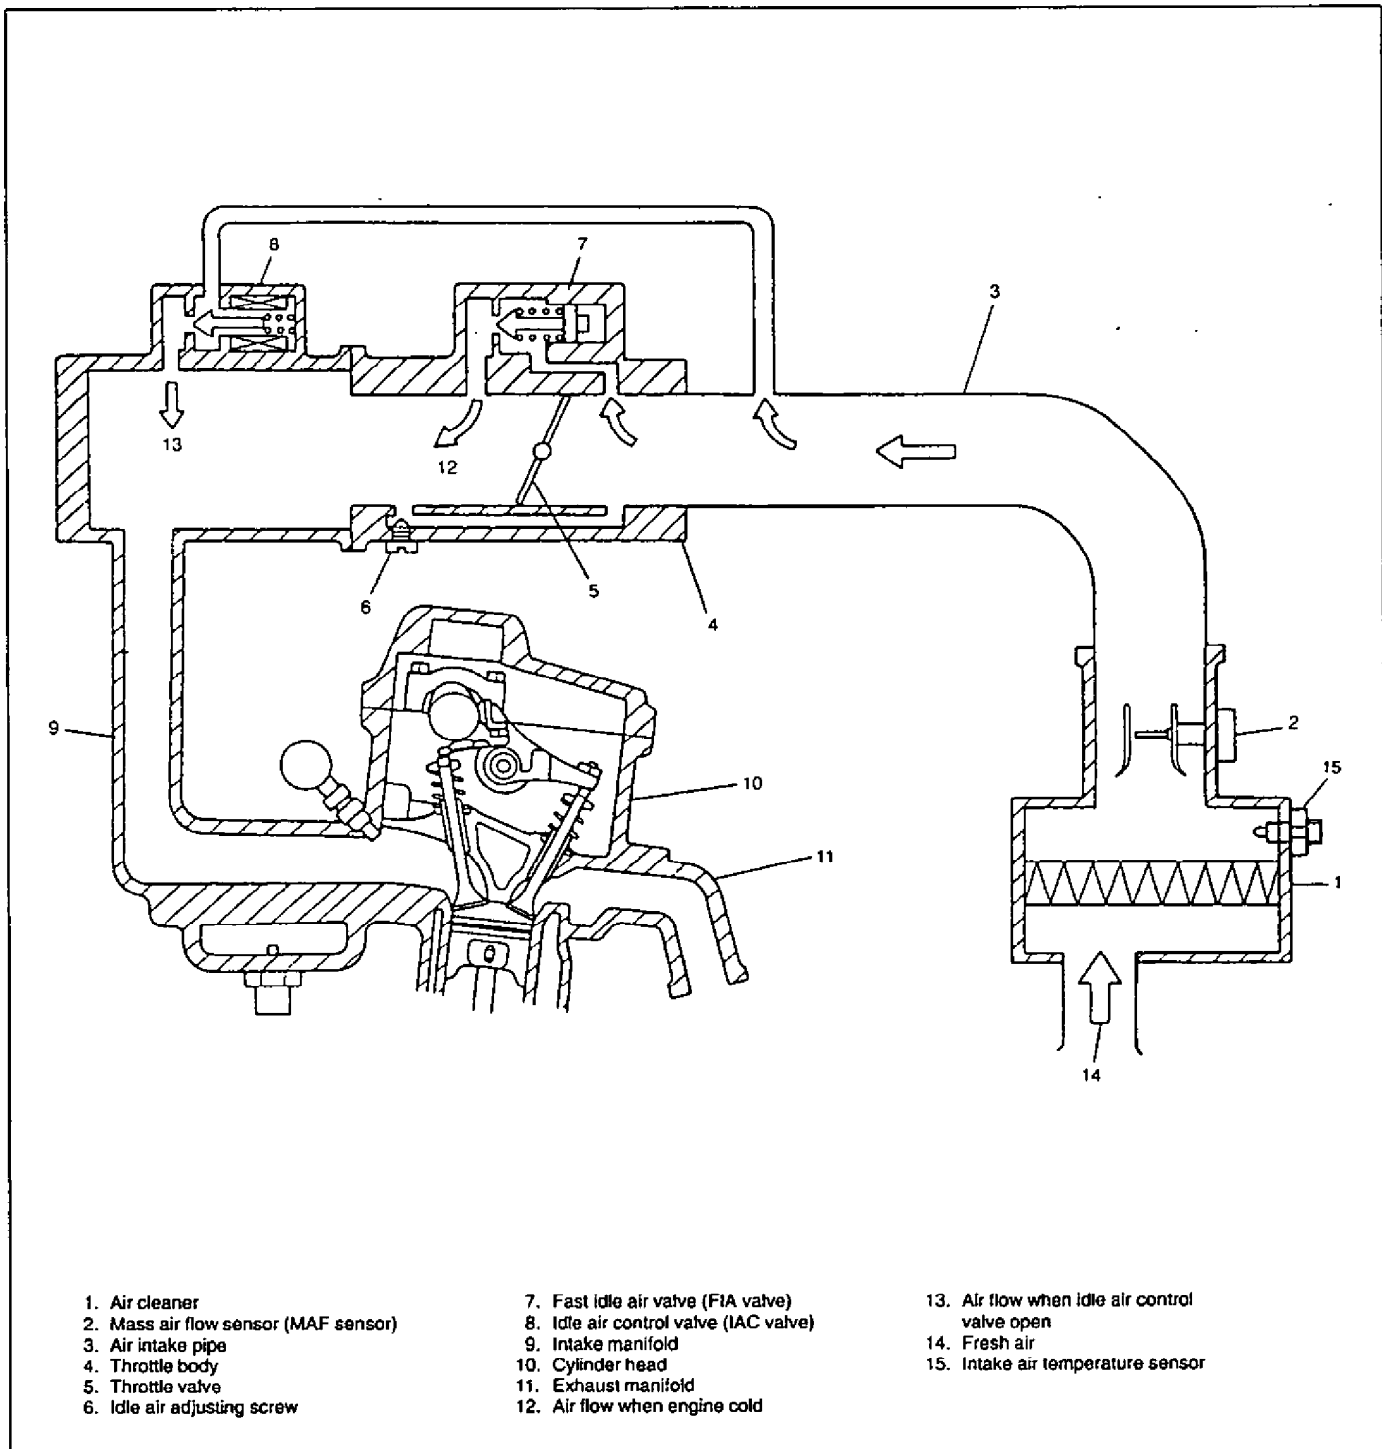 8
7
3
13
12
6
5
4
9
2
15
10
11
1
14
1. Air cleaner
2. Mass air flow sensor (MAF sensor)
3. Air intake pipe
4. Throttle body
5. Throttle valve
6. Idle air adjusting screw
7. Fast idle air valve (FIA valve)
8. Idle air control valve (IAC valve)
9. Intake manifold
10. Cylinder head
11. Exhaust manifold
12. Air flow when engine cold
13. Air flow when idle air control
valve open
14. Fresh air
15. Intake air temperature sensor